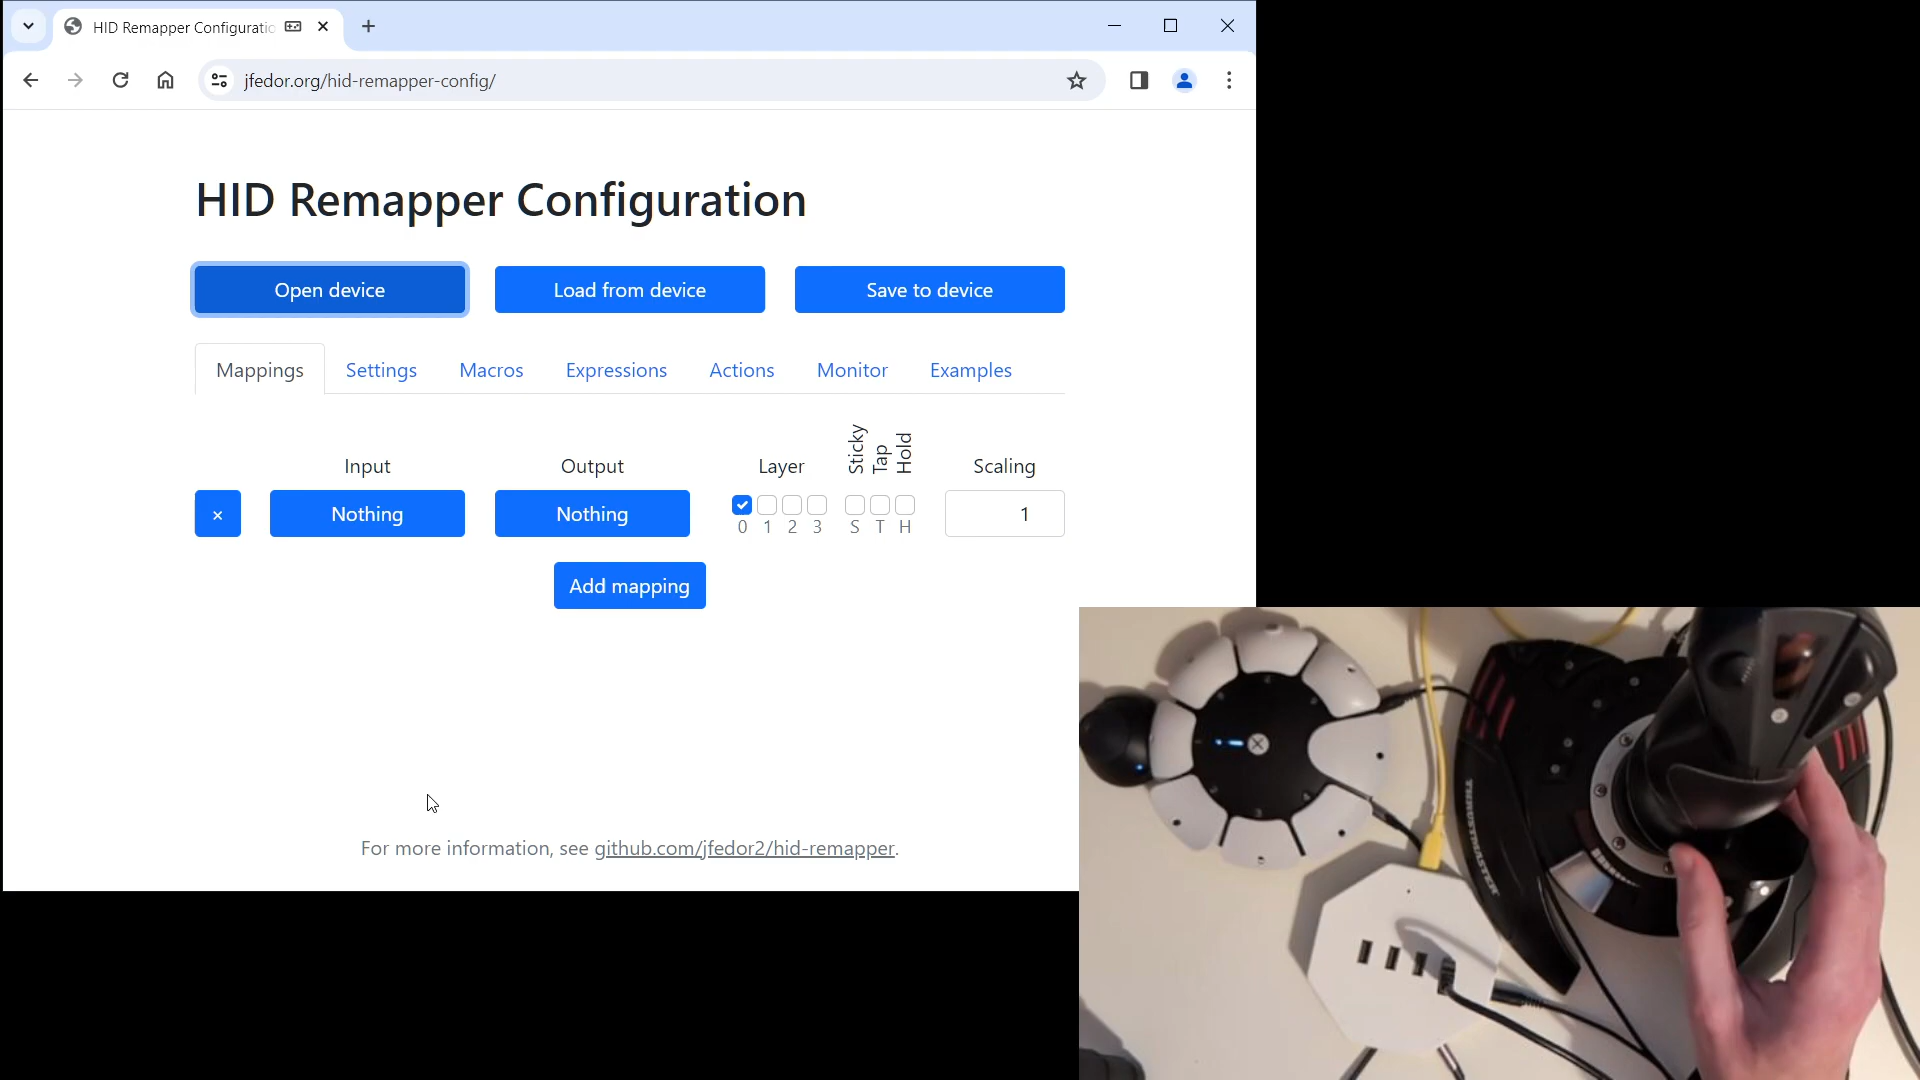 HID Remapper Configuratio
jfedor.org/hid-remapper-config/
HID Remapper Configuration
Open device
Load from device
Save to device
Mappings
Settings
Macros
Expressions
Actions
Monitor
Examples
Input
Output
Layer
Sticky
Tap
Hold
Scaling
×
Nothing
Nothing
0 1 2 3
S T H
1
Add mapping
For more information, see github.com/jfedor2/hid-remapper.
THRUSTMASTER